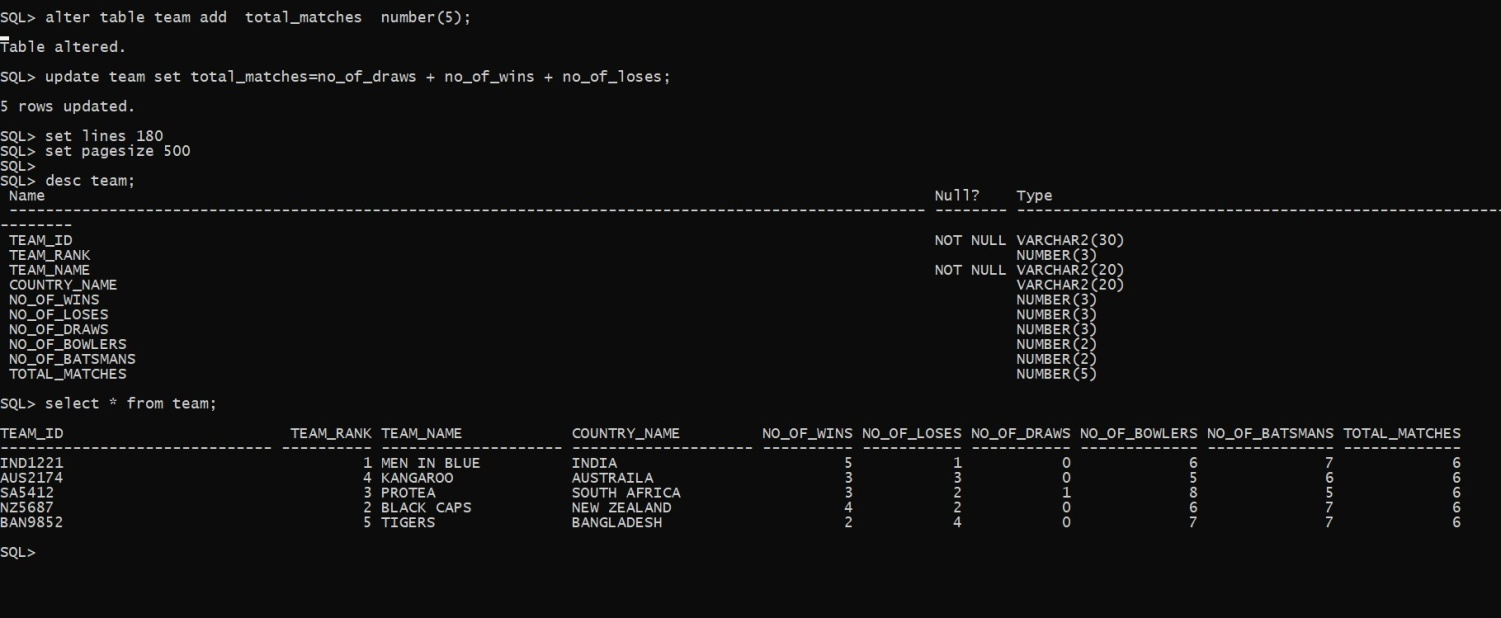 SQL> alter table team add  total_matches  number(5);
Table altered.
SQL> update team set total_matches=no_of_draws + no_of_wins + no_of_loses;
5 rows updated.
SQL> set lines 180
SQL> set pagesize 500
SQL>
SQL> desc team;
Name Null? Type
----------------------------------------------------------------------------------------------------- -------- ------------------------------------------------------
--------
TEAM_ID NOT NULL VARCHAR2(30)
TEAM_RANK NUMBER(3)
TEAM_NAME NOT NULL VARCHAR2(20)
COUNTRY_NAME VARCHAR2(20)
NO_OF_WINS NUMBER(3)
NO_OF_LOSES NUMBER(3)
NO_OF_DRAWS NUMBER(3)
NO_OF_BOWLERS NUMBER(2)
NO_OF_BATSMANS NUMBER(2)
TOTAL_MATCHES NUMBER(5)
SQL> select * from team;
TEAM_ID TEAM_RANK TEAM_NAME COUNTRY_NAME NO_OF_WINS NO_OF_LOSES NO_OF_DRAWS NO_OF_BOWLERS NO_OF_BATSMANS TOTAL_MATCHES
------------------------------ ---------- -------------------- -------------------- ---------- ----------- ----------- ------------- -------------- -------------
IND1221 1 MEN IN BLUE INDIA 5 1 0 6 7 6
AUS2174 4 KANGAROO AUSTRAILA 3 3 0 5 6 6
SA5412 3 PROTEA SOUTH AFRICA 3 2 1 8 5 6
NZ5687 2 BLACK CAPS NEW ZEALAND 4 2 0 6 7 6
BAN9852 5 TIGERS BANGLADESH 2 4 0 7 7 6
SQL>